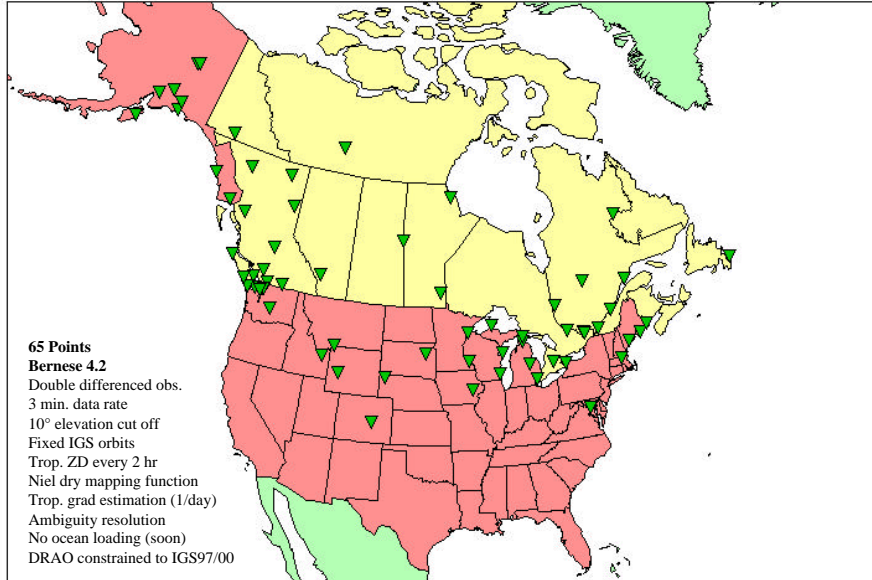 65 Points
Bernese 4.2
Double differenced obs.
3 min. data rate
10° elevation cut off
Fixed IGS orbits
Trop. ZD every 2 hr
Niel dry mapping function
Trop. grad estimation (1/day)
Ambiguity resolution
No ocean loading (soon)
DRAO constrained to IGS97/00